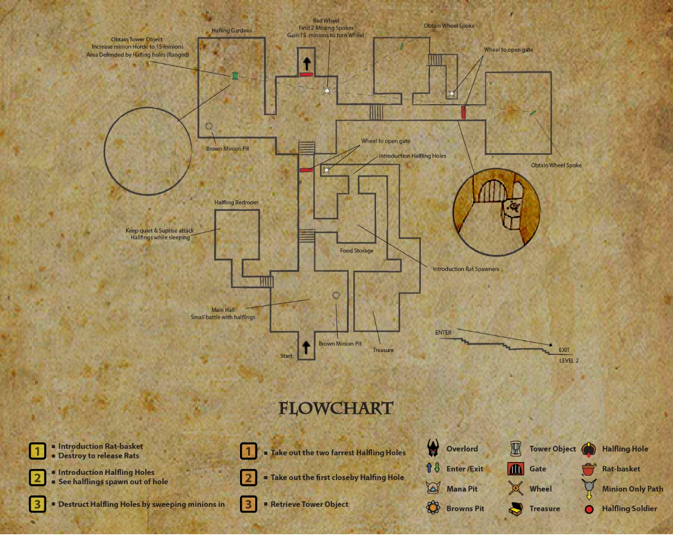 Bad Wheel
Find 2 Missing Spokes
Gain 15 minions to turn Wheel
Obtain Wheel Spoke
Halfling Gardens
Obtain Tower Object
Increase minion Horde to 15 minions
Area Defended by Halfling holes (Ranged)
Wheel to open gate
Brown Minion Pit
Wheel to open gate
Introduction Halfling Holes
Obtain Wheel Spoke
Halfling Bedroom
Keep quiet & Suptise attack
Halflings while sleeping
Food Storage
Introduction Rat Spawners
Main Hall
Small battle with halflings
ENTER
Brown Minion Pit
Treasure
Start
EXIT
LEVEL 2
FLOWCHART
1
Introduction Rat-basket
Destroy to release Rats
2
Introduction Halfling Holes
See halflings spawn out of hole
3
Destruct Halfling Holes by sweeping minions in
1
Take out the two farrest Halfling Holes
2
Take out the first closeby Halfing Hole
3
Retrieve Tower Object
Overlord
Tower Object
Halfling Hole
Enter /Exit
Gate
Rat-basket
Mana Pit
Wheel
Minion Only Path
Browns Pit
Treasure
Halfling Soldier